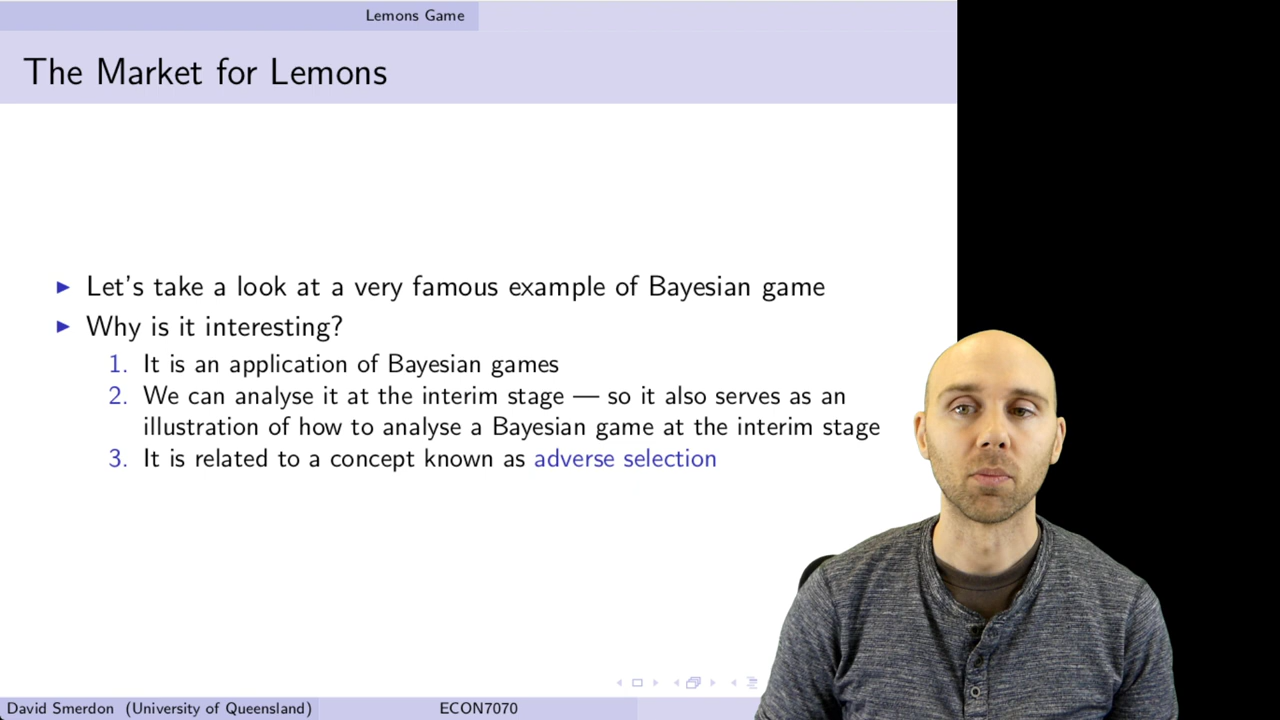 Lemons Game
The Market for Lemons
Let's take a look at a very famous example of Bayesian game
Why is it interesting?
1. It is an application of Bayesian games
2. We can analyse it at the interim stage — so it also serves as an
illustration of how to analyse a Bayesian game at the interim stage
3. It is related to a concept known as adverse selection
David Smerdon (University of Queensland) ECON7070